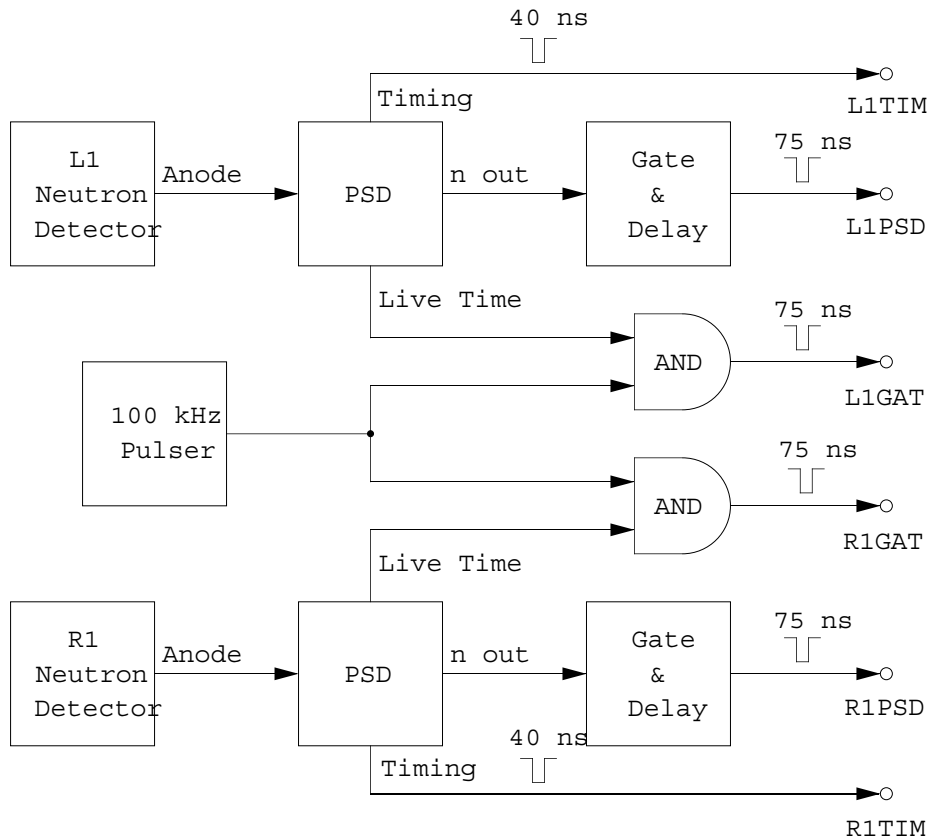 40 ns
Timing
L1TIM
L1
Neutron
Detector
Anode
PSD
n out
Gate
&
Delay
75 ns
L1PSD
Live Time
AND
75 ns
L1GAT
100 kHz
Pulser
AND
75 ns
R1GAT
Live Time
R1
Neutron
Detector
Anode
PSD
n out
Gate
&
Delay
75 ns
R1PSD
Timing
40 ns
R1TIM